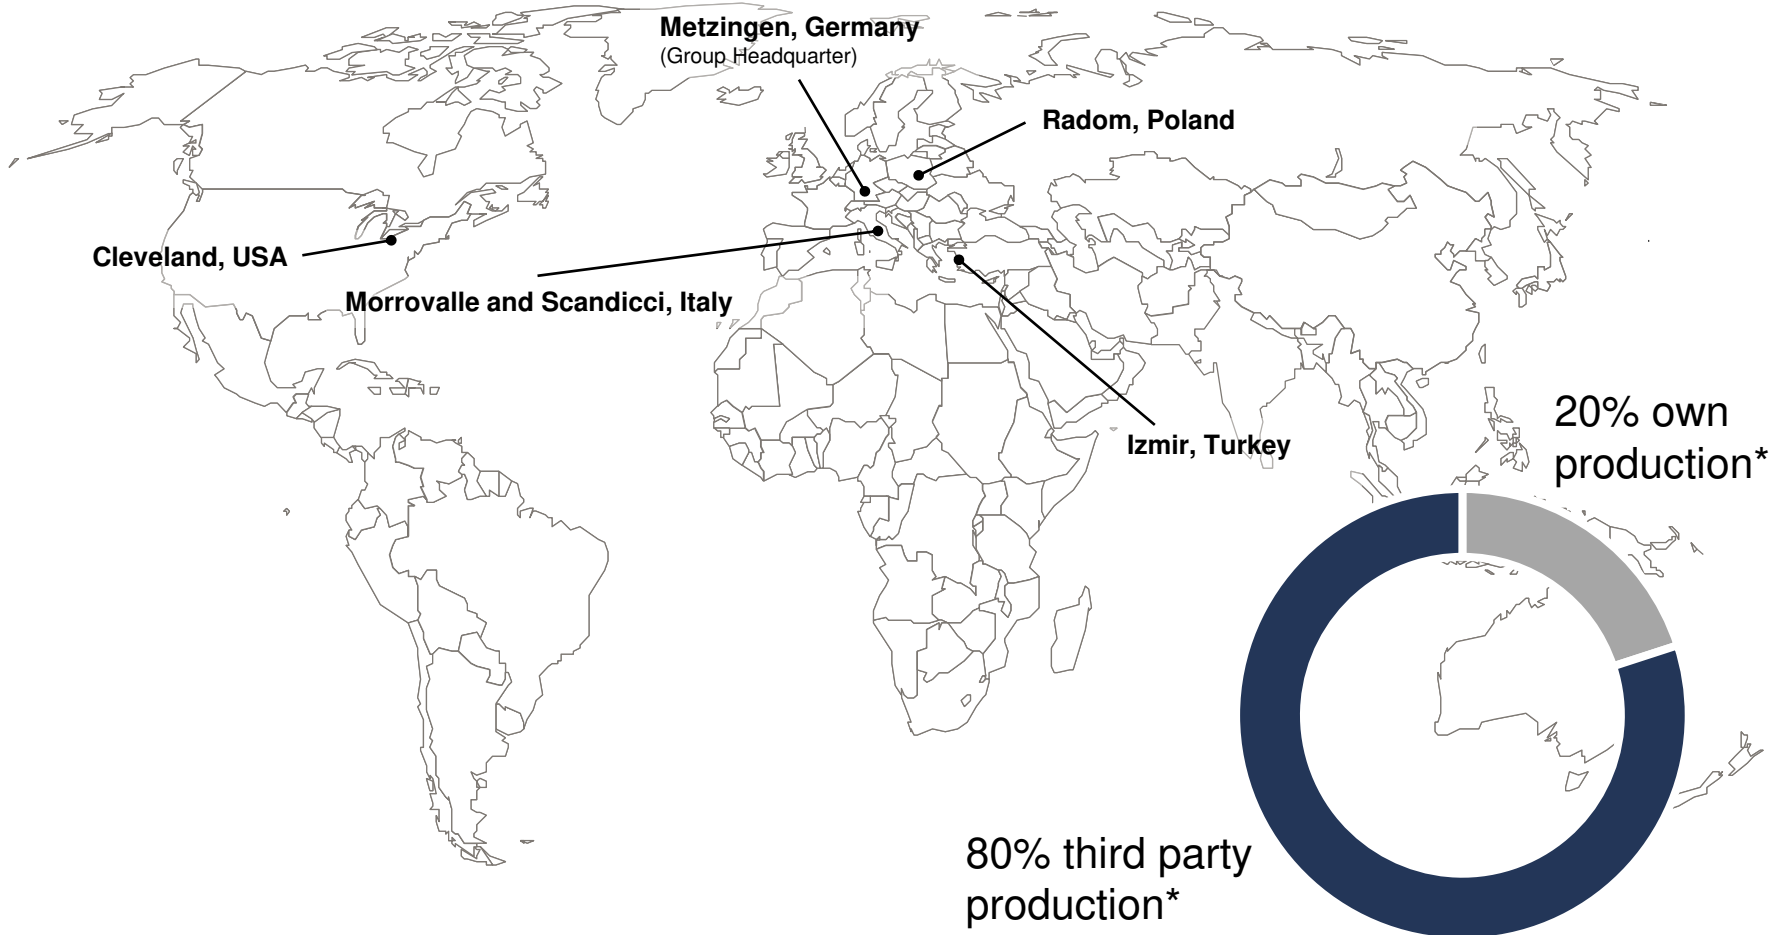 Metzingen, Germany
(Group Headquarter)
Radom, Poland
Cleveland, USA
Morrovalle and Scandicci, Italy
Izmir, Turkey
20% own
production*
80% third party
production*